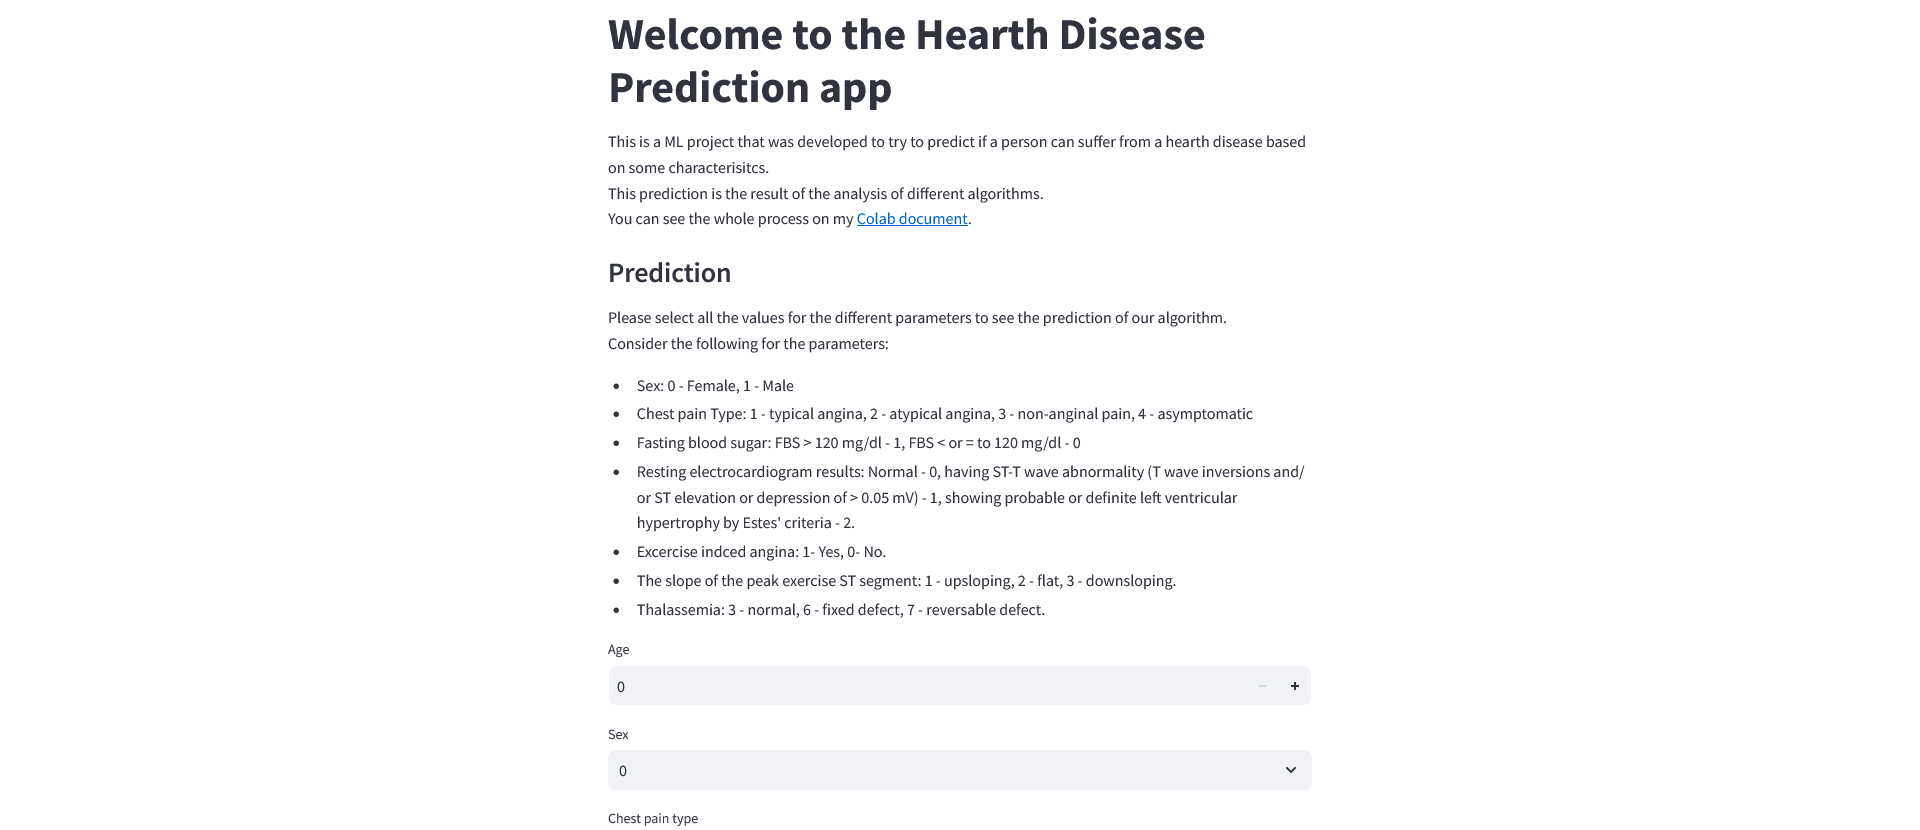 Welcome to the Hearth Disease
Prediction app
This is a ML project that was developed to try to predict if a person can suffer from a hearth disease based
on some characterisitcs.
This prediction is the result of the analysis of different algorithms.
You can see the whole process on my Colab document.
Prediction
Please select all the values for the different parameters to see the prediction of our algorithm.
Consider the following for the parameters:
• Sex: 0 - Female, 1 - Male
• Chest pain Type: 1 - typical angina, 2 - atypical angina, 3 - non-anginal pain, 4 - asymptomatic
• Fasting blood sugar: FBS > 120 mg/dl - 1, FBS < or = to 120 mg/dl - 0
• Resting electrocardiogram results: Normal - 0, having ST-T wave abnormality (T wave inversions and/
or ST elevation or depression of > 0.05 mV) - 1, showing probable or definite left ventricular
hypertrophy by Estes' criteria - 2.
• Excercise indced angina: 1- Yes, 0- No.
• The slope of the peak exercise ST segment: 1 - upsloping, 2 - flat, 3 - downsloping.
• Thalassemia: 3 - normal, 6 - fixed defect, 7 - reversable defect.
Age
0
Sex
0
Chest pain type